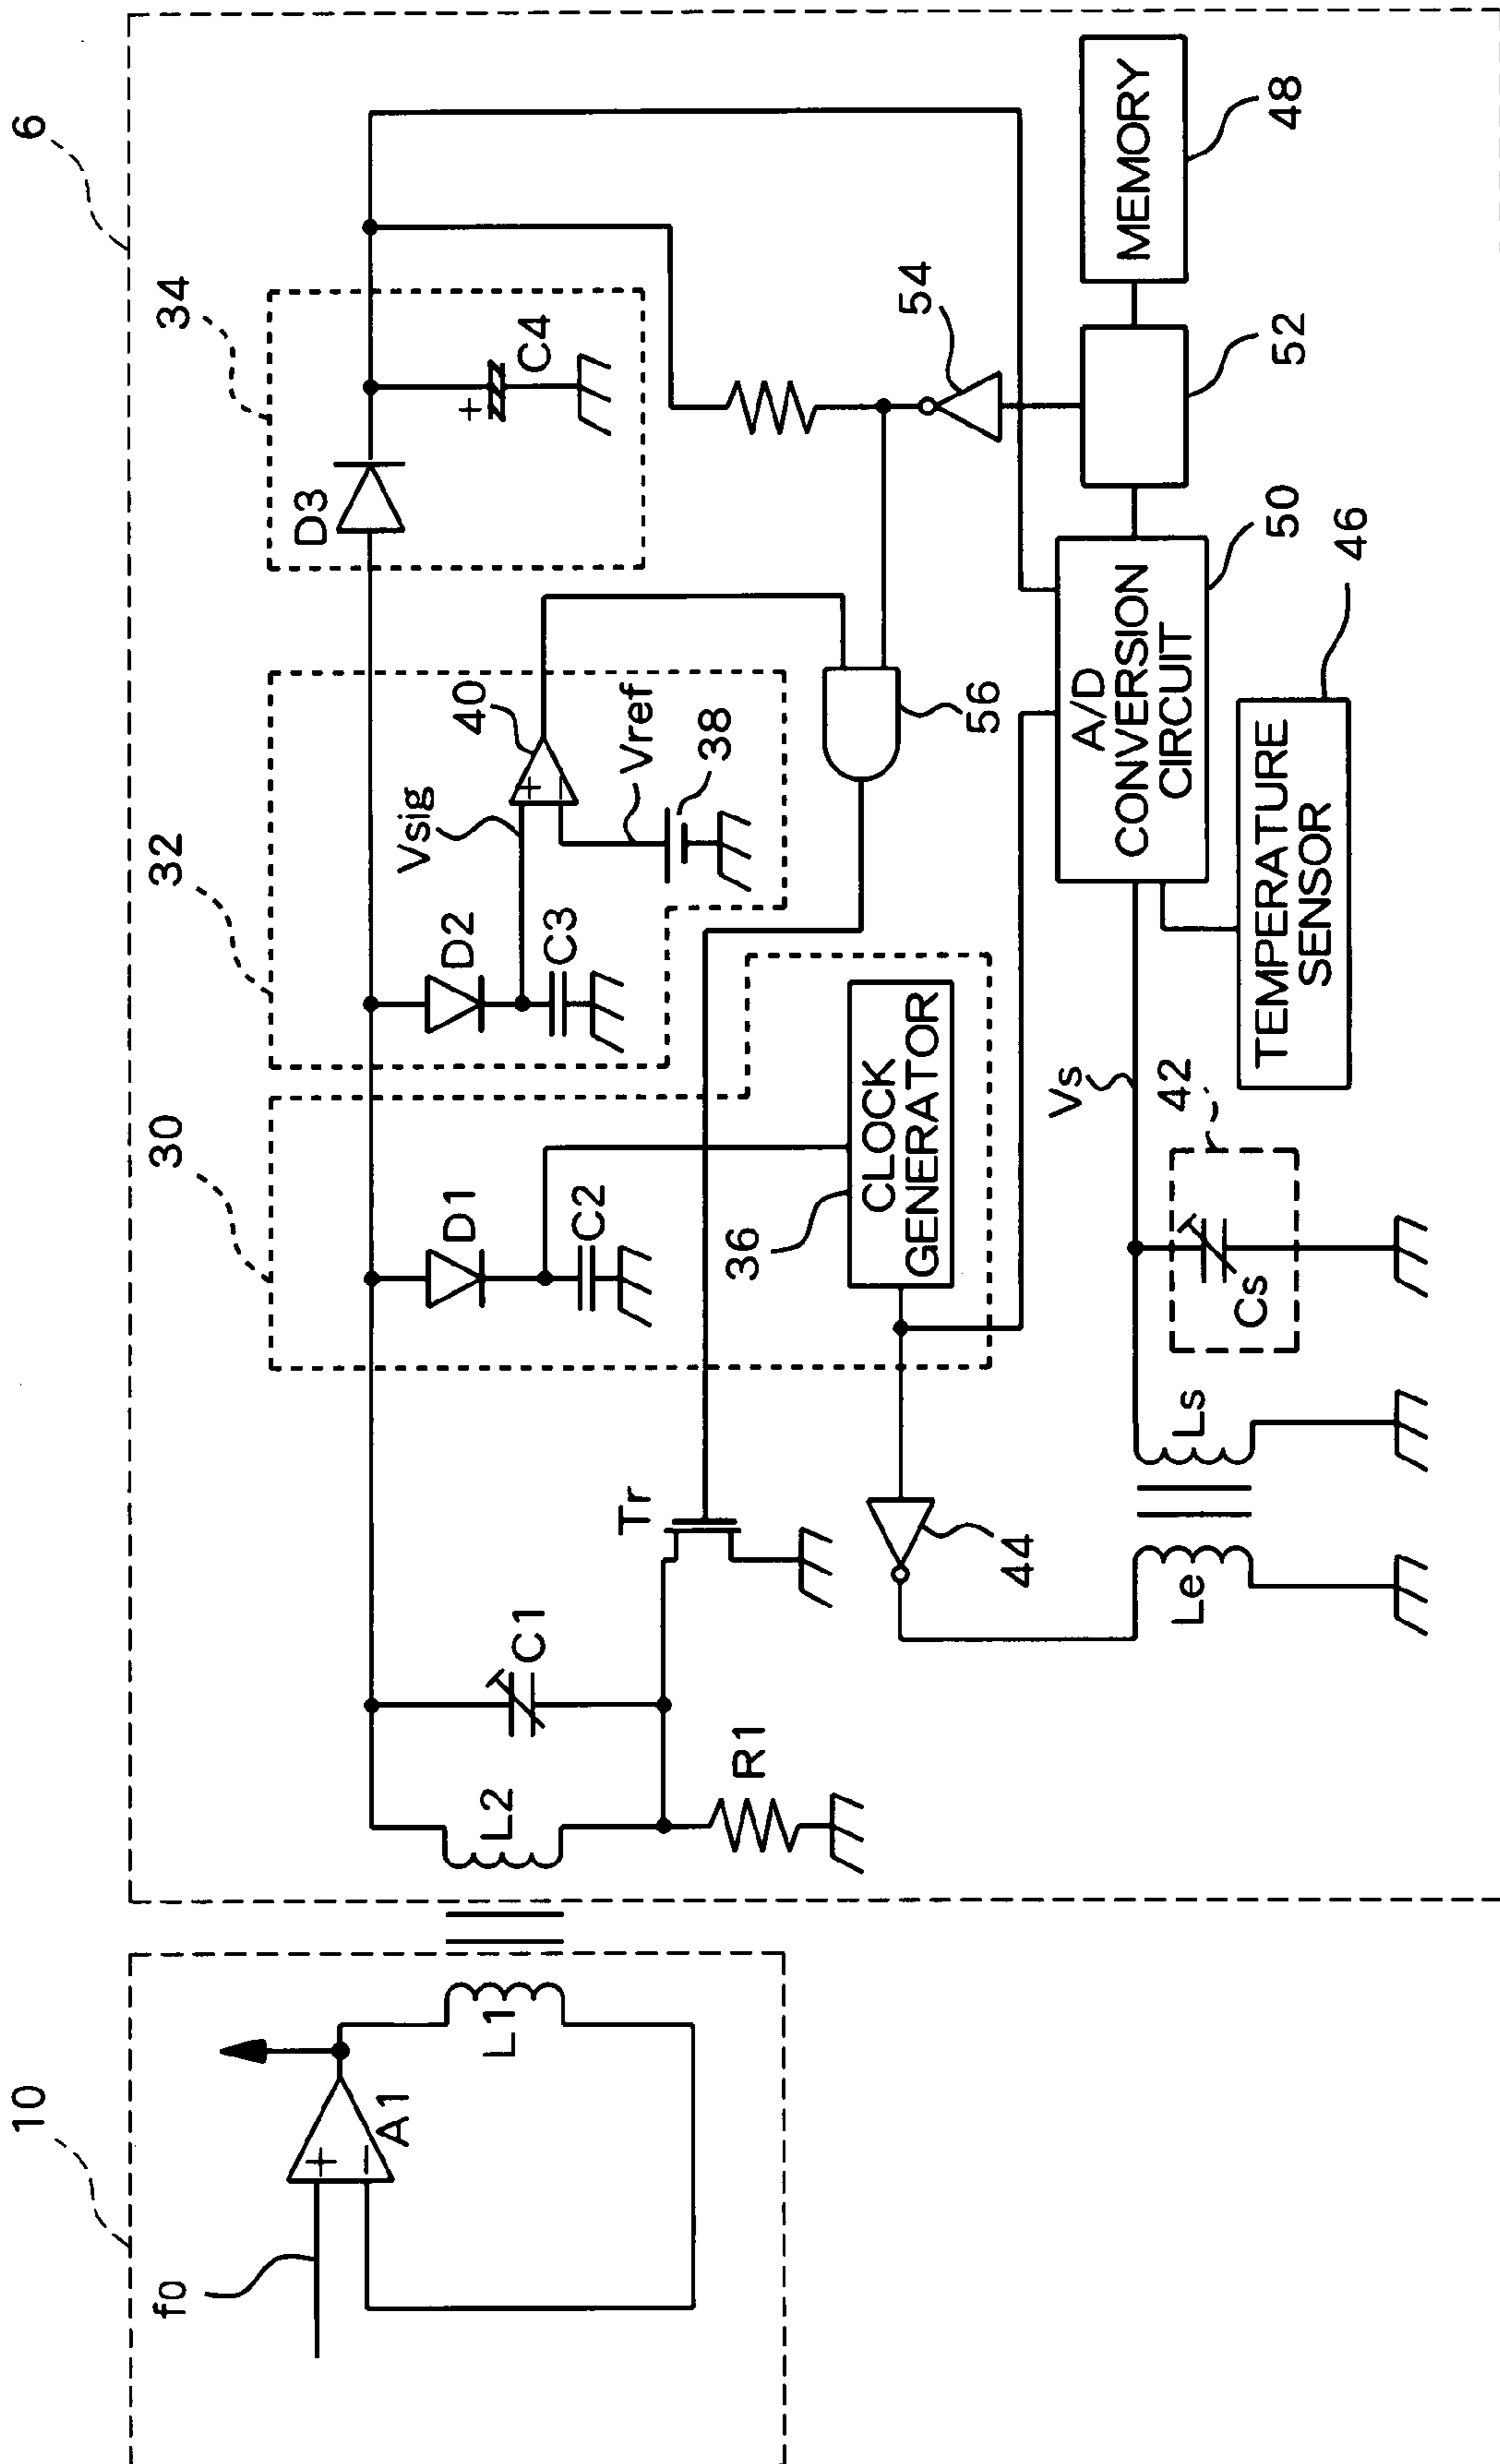 10
6
f0
+
−
A1
L1
L2
C1
R1
Tr
30
D1
C2
36
CLOCK
GENERATOR
32
D2
C3
Vsig
40
+
−
Vref
38
34
D3
+
C4
56
54
44
Le
Ls
Cs
42
Vs
A/D
CONVERSION
CIRCUIT
50
52
MEMORY
48
TEMPERATURE
SENSOR
46